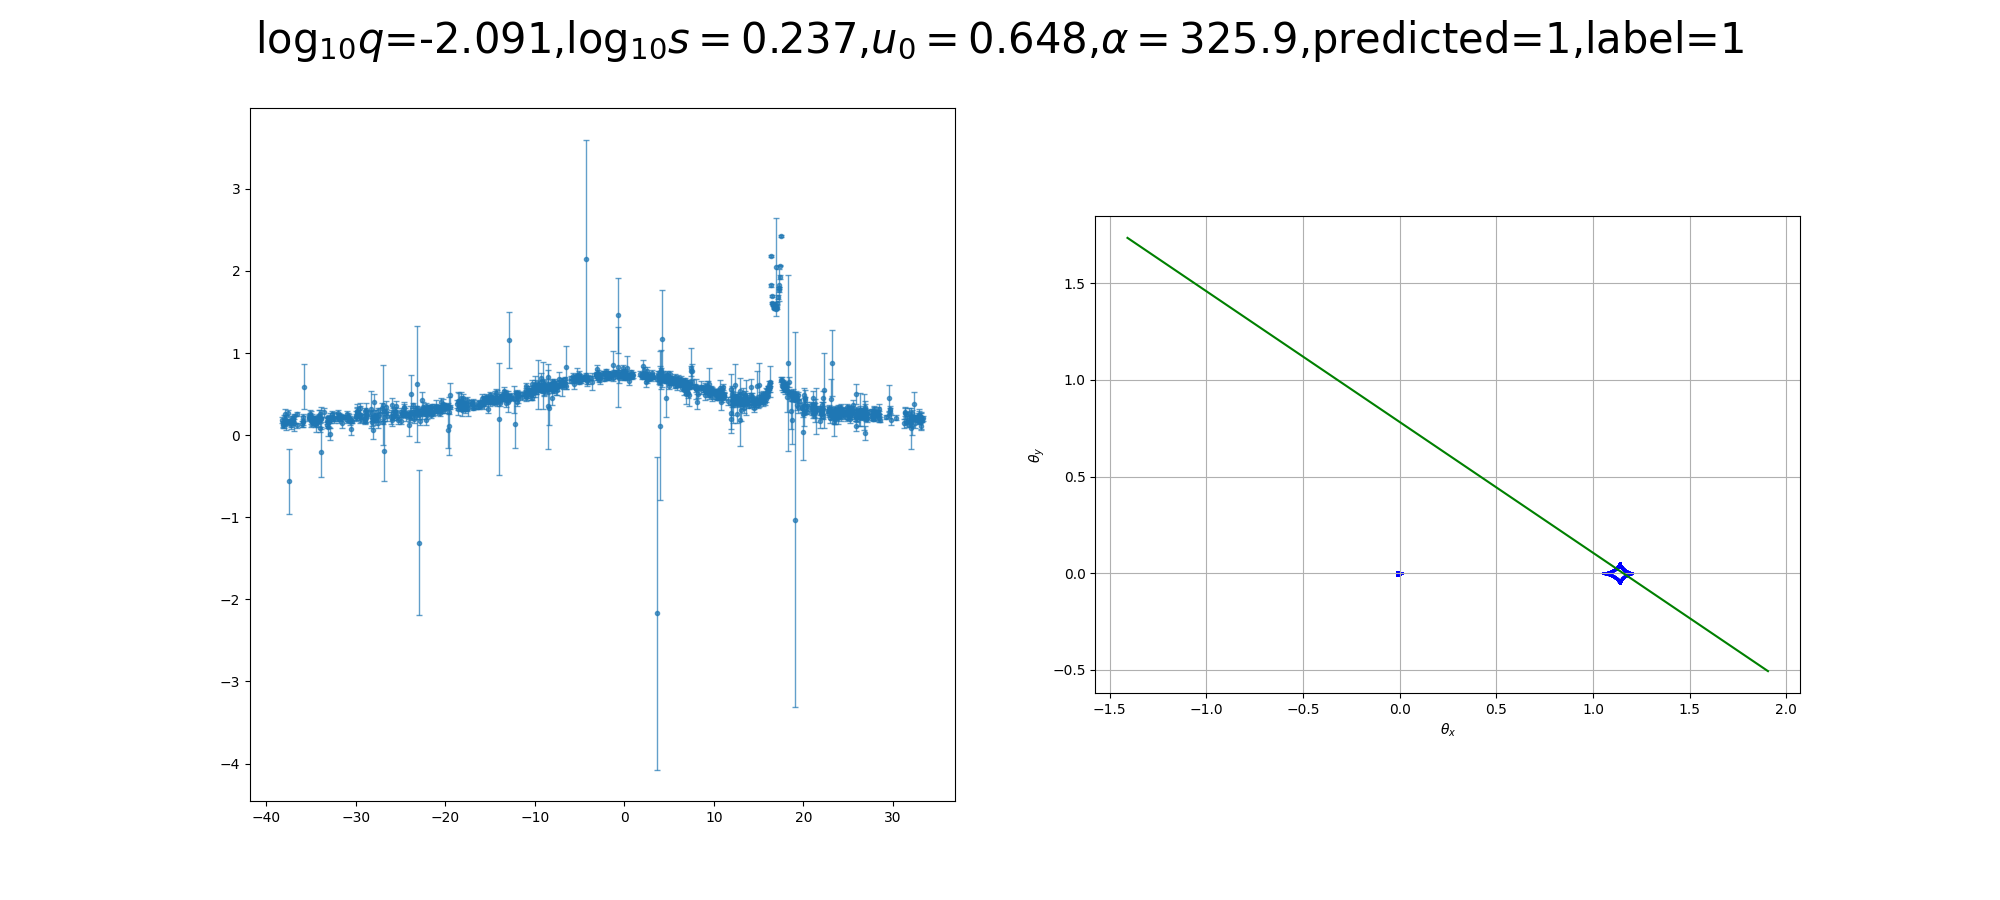 log₁₀q=-2.091,log₁₀s = 0.237,u₀ = 0.648,α = 325.9,predicted=1,label=1
3
2
1
0
−1
−2
−3
−4
−40 −30 −20 −10 0 10 20 30
1.5
1.0
0.5
0.0
−0.5
θy
−1.5 −1.0 −0.5 0.0 0.5 1.0 1.5 2.0
θx